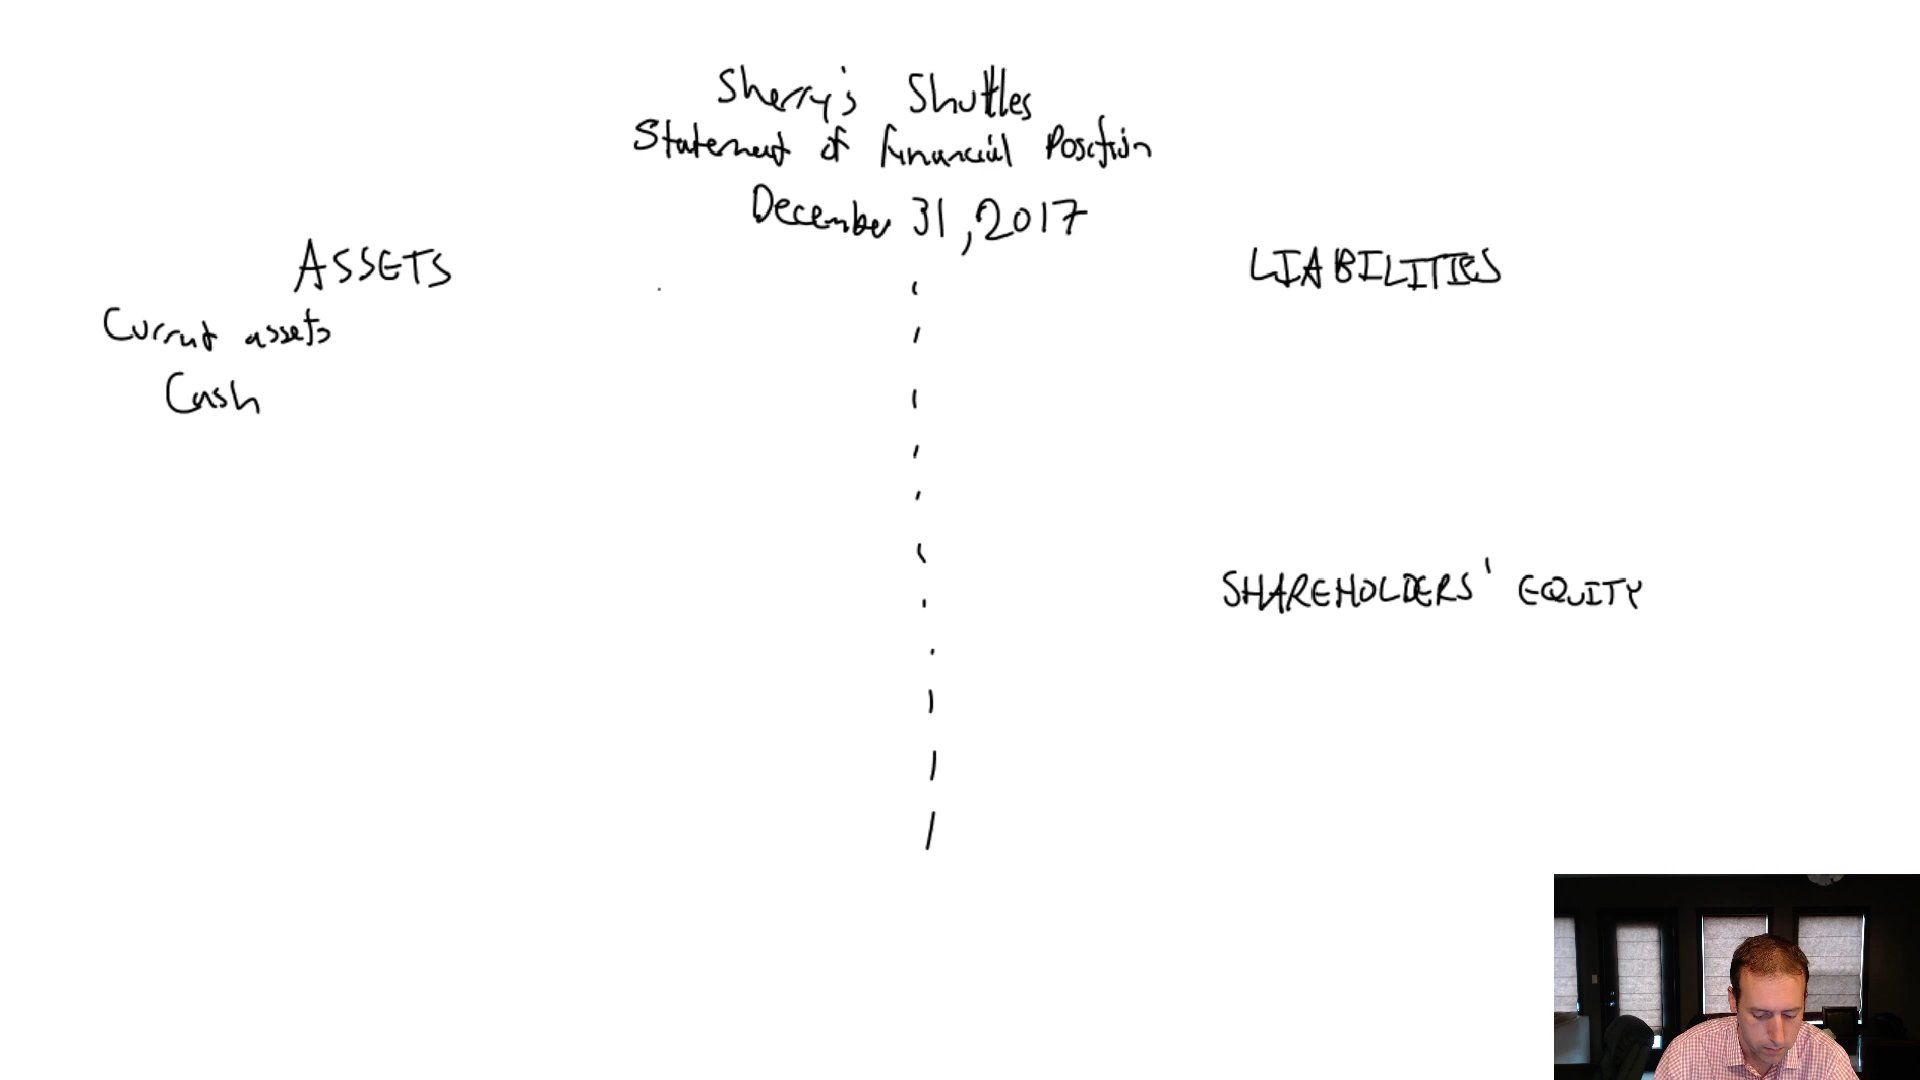 Sherry's Shuttles
Statement of Financial Position
December 31, 2017
ASSETS
Current assets
Cash
LIABILITIES
SHAREHOLDERS' EQUITY